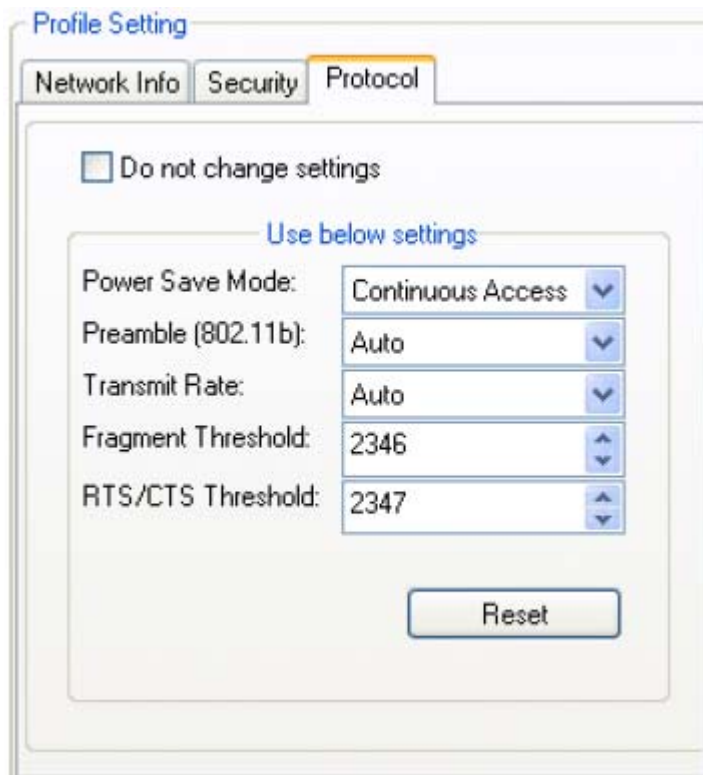 Profile Setting
Network Info Security Protocol
Do not change settings
Use below settings
Power Save Mode: Continuous Access
Preamble (802.11b): Auto
Transmit Rate: Auto
Fragment Threshold: 2346
RTS/CTS Threshold: 2347
Reset